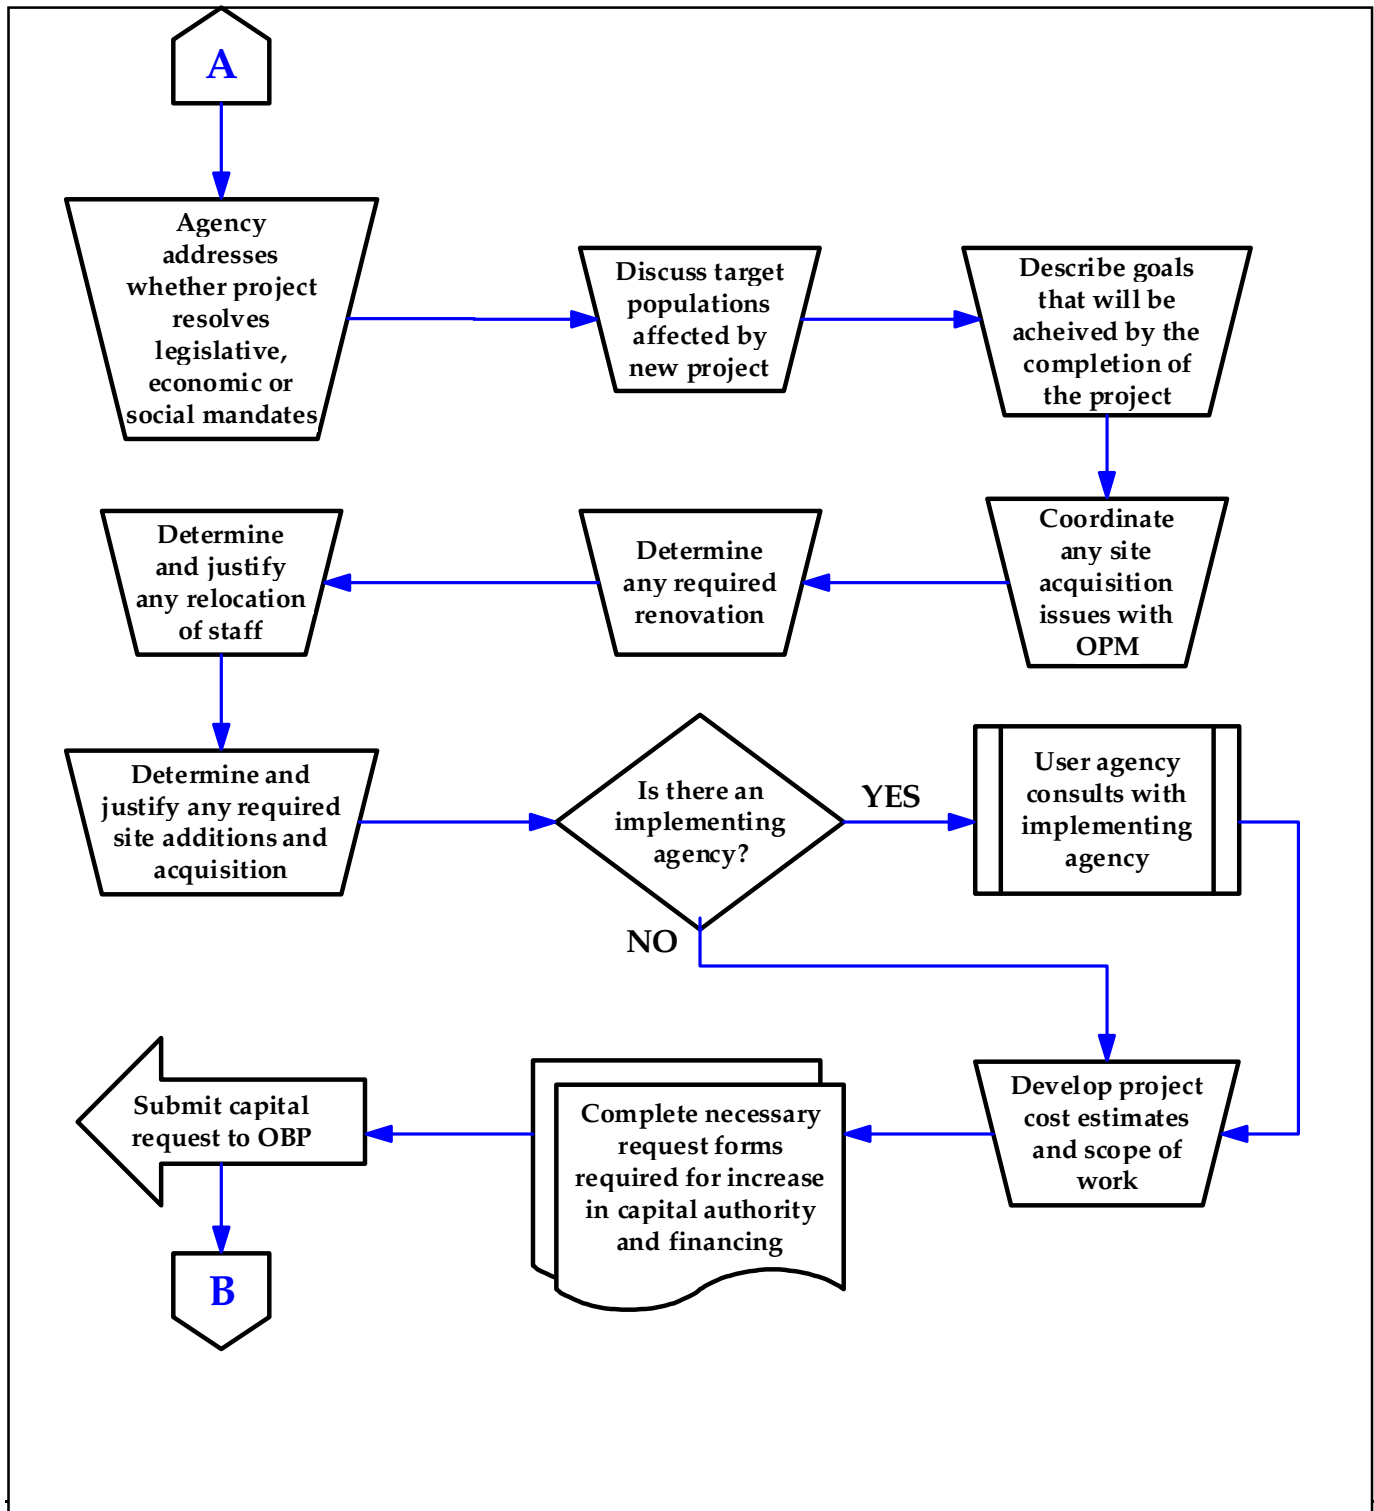 A
Agency
addresses
whether project
resolves
legislative,
economic or
social mandates
Discuss target
populations
affected by
new project
Describe goals
that will be
acheived by the
completion of
the project
Coordinate
any site
acquisition
issues with
OPM
Determine
any required
renovation
Determine
and justify
any relocation
of staff
Determine and
justify any required
site additions and
acquisition
Is there an
implementing
agency?
YES
User agency
consults with
implementing
agency
NO
Develop project
cost estimates
and scope of
work
Complete necessary
request forms
required for increase
in capital authority
and financing
Submit capital
request to OBP
B